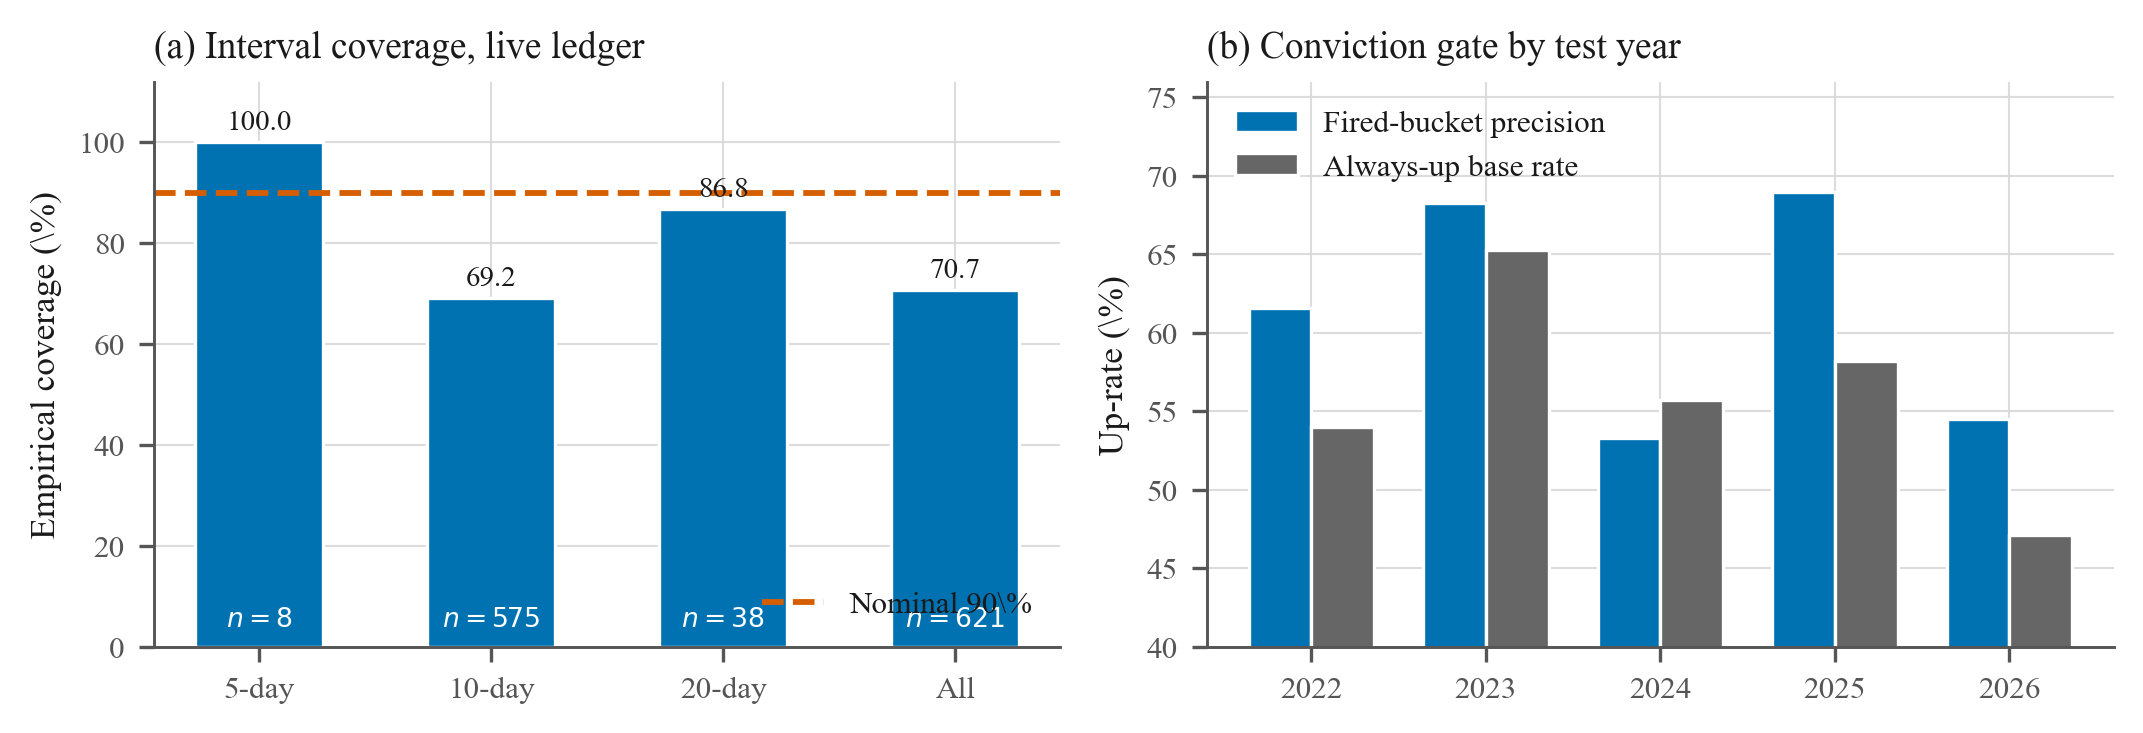 (a) Interval coverage, live ledger
Empirical coverage (\%)
100
80
60
40
20
0
100.0
69.2
86.8
70.7
n = 8
n = 575
n = 38
n = 621
Nominal 90\%
5-day
10-day
20-day
All
(b) Conviction gate by test year
Up-rate (\%)
75
70
65
60
55
50
45
40
Fired-bucket precision
Always-up base rate
2022
2023
2024
2025
2026